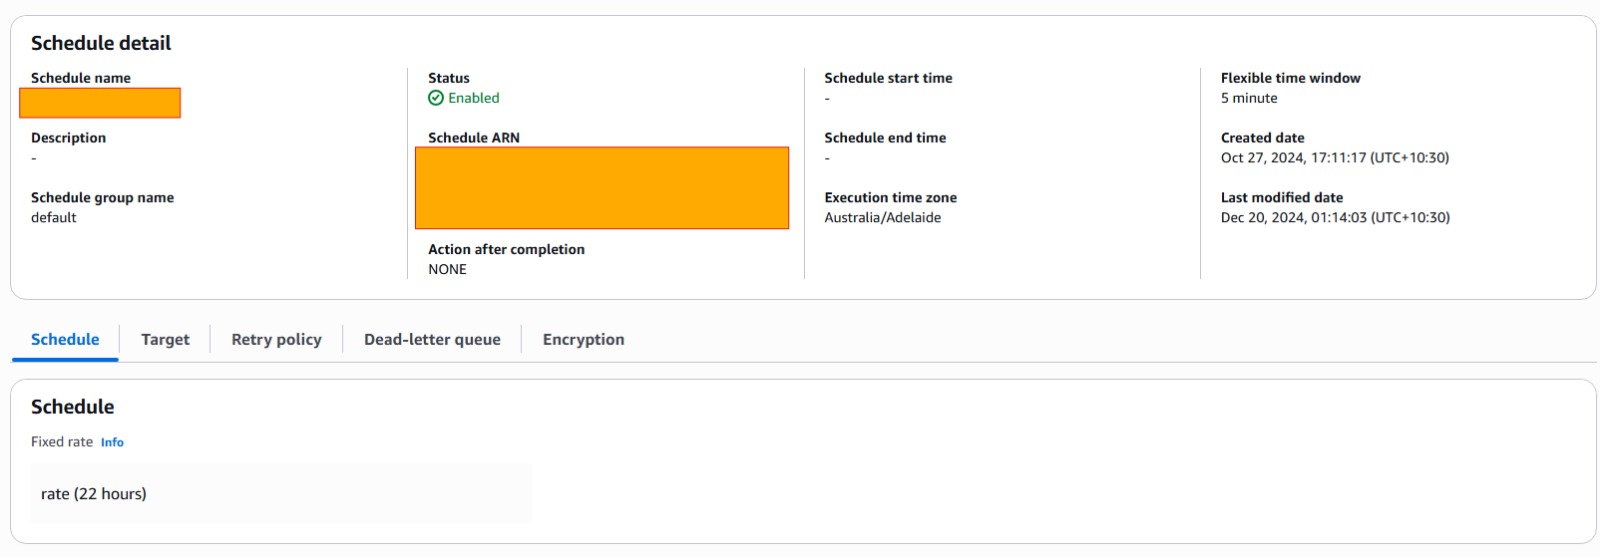 Schedule detail
Schedule name
Description
-
Schedule group name
default
Status
Enabled
Schedule ARN
Action after completion
NONE
Schedule start time
-
Schedule end time
-
Execution time zone
Australia/Adelaide
Flexible time window
5 minute
Created date
Oct 27, 2024, 17:11:17 (UTC+10:30)
Last modified date
Dec 20, 2024, 01:14:03 (UTC+10:30)
Schedule
Target
Retry policy
Dead-letter queue
Encryption
Schedule
Fixed rate Info
rate (22 hours)